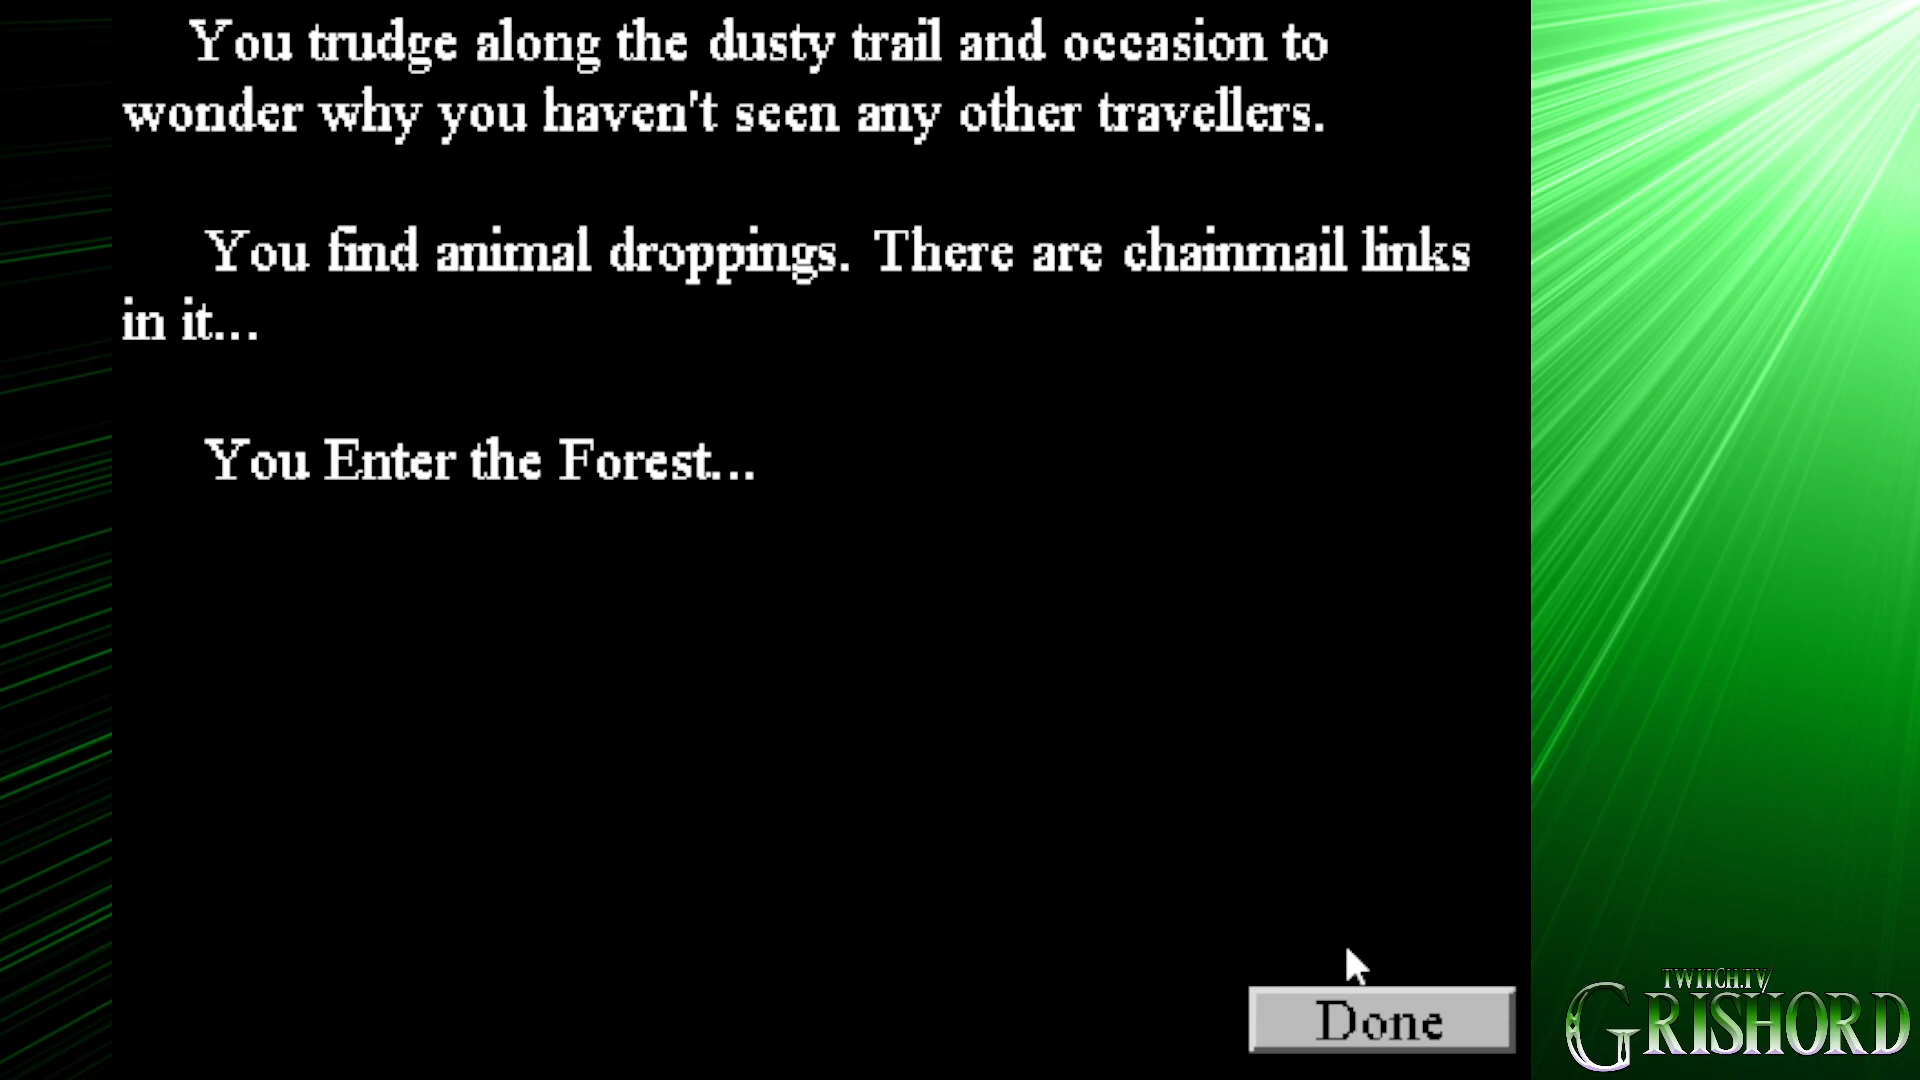 You trudge along the dusty trail and occasion to
wonder why you haven't seen any other travellers.
You find animal droppings. There are chainmail links
in it...
You Enter the Forest...
Done
TWITCH.TV/
GRISHORD